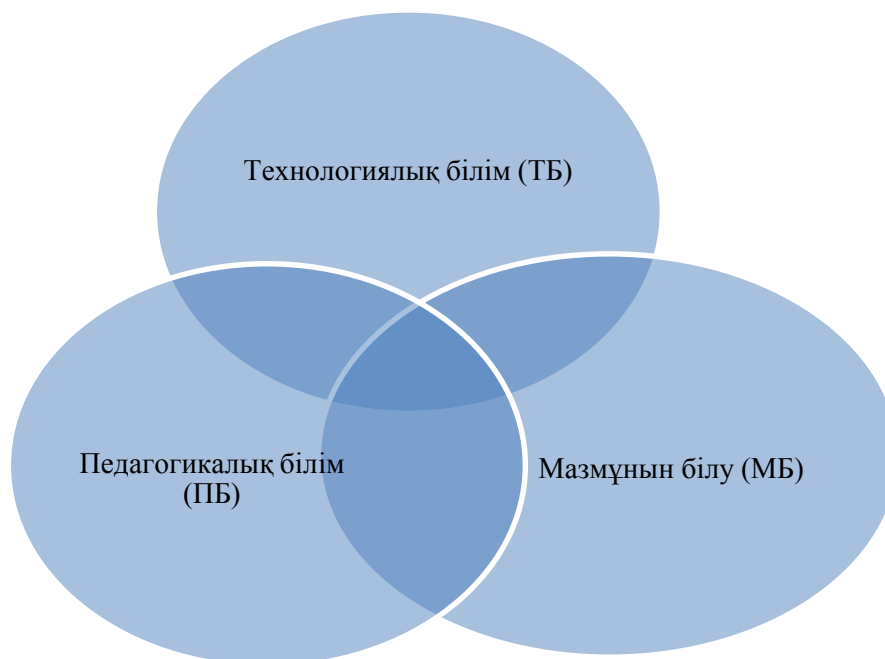 Технологиялық білім (ТБ)
Педагогикалық білім
(ПБ)
Мазмұнын білу (МБ)